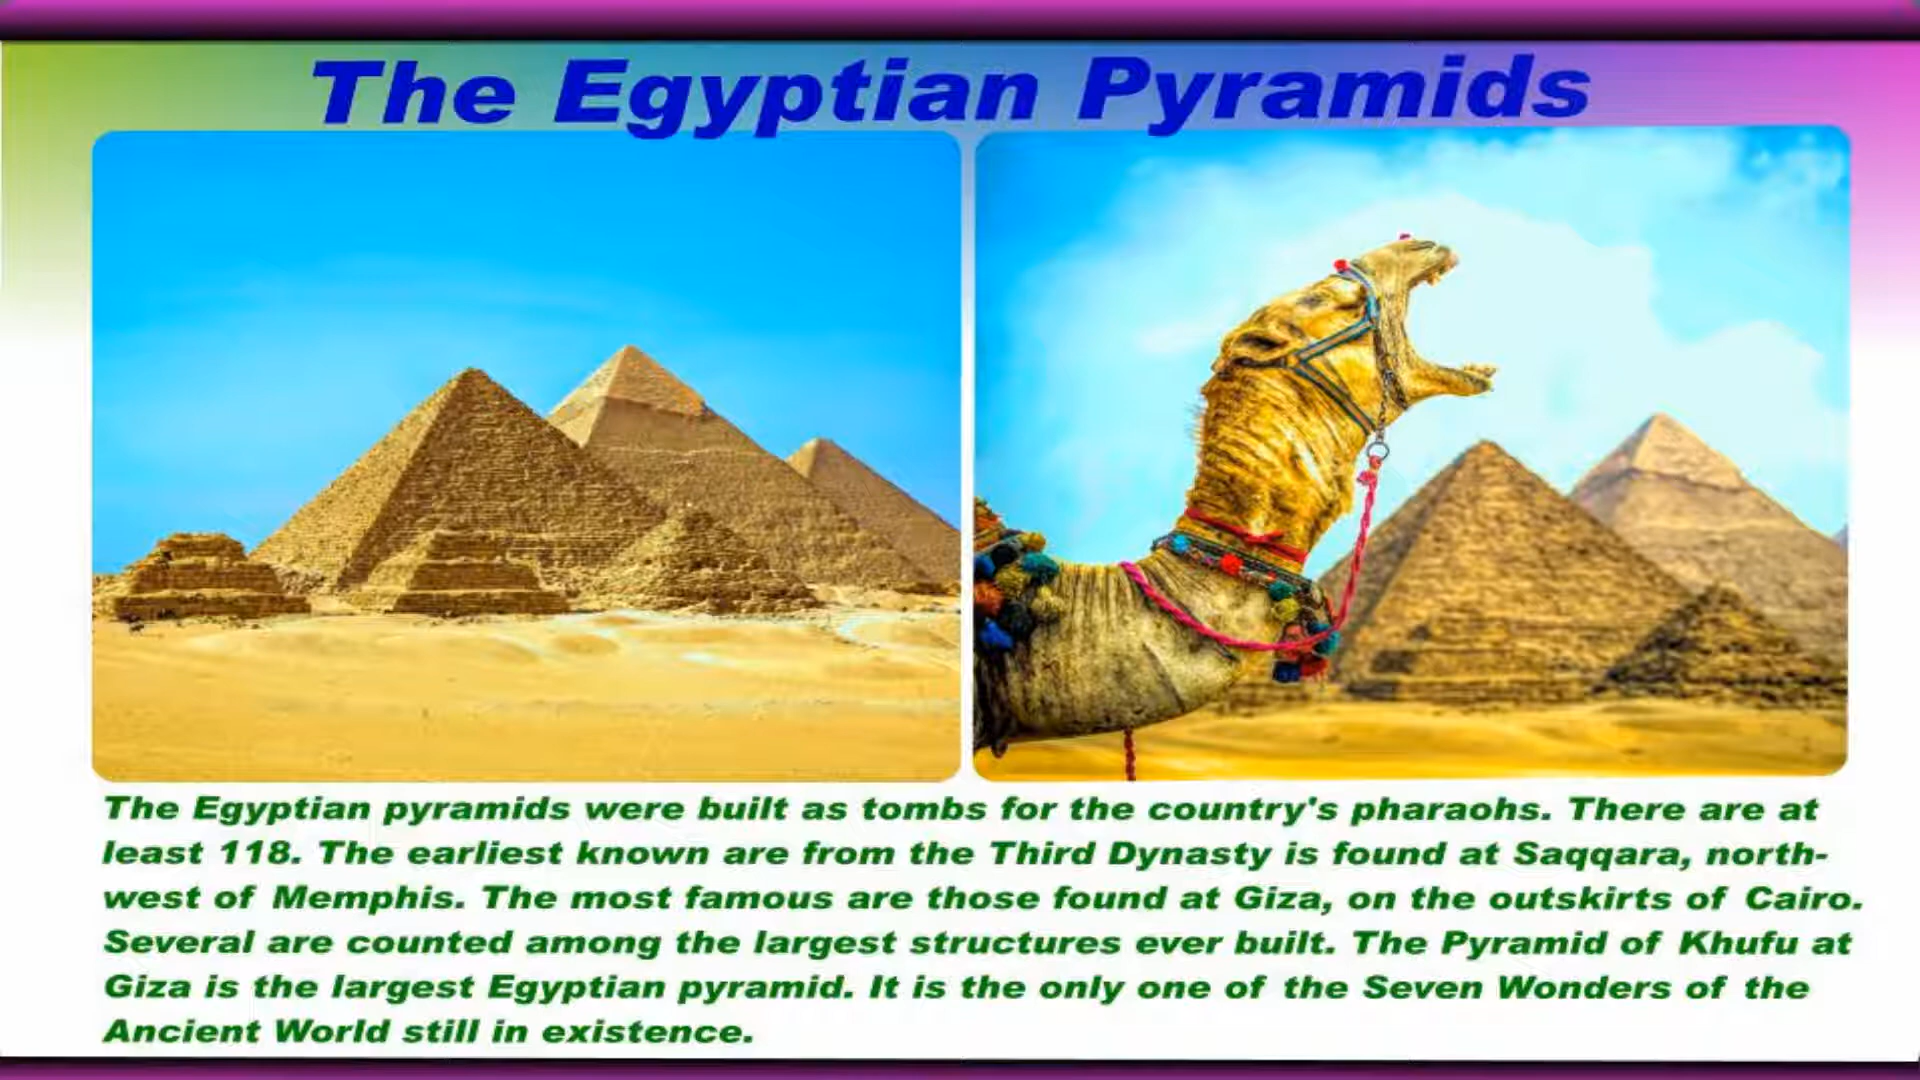 The Egyptian Pyramids
The Egyptian pyramids were built as tombs for the country's pharaohs. There are at
least 118. The earliest known are from the Third Dynasty is found at Saqqara, north-
west of Memphis. The most famous are those found at Giza, on the outskirts of Cairo.
Several are counted among the largest structures ever built. The Pyramid of Khufu at
Giza is the largest Egyptian pyramid. It is the only one of the Seven Wonders of the
Ancient World still in existence.